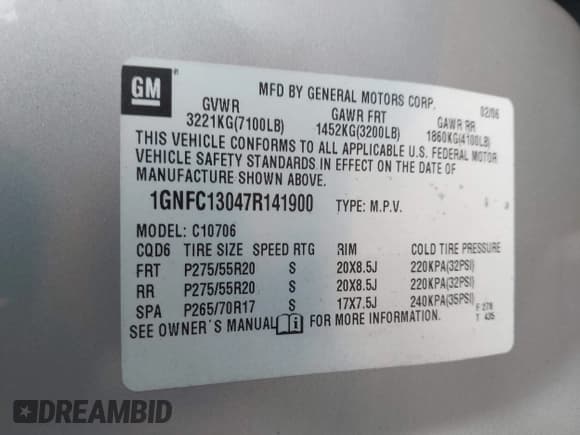 GM
MFD BY GENERAL MOTORS CORP. 02/06
GVWR GAWR FRT GAWR RR
3221KG(7100LB) 1452KG(3200LB) 1860KG(4100LB)
THIS VEHICLE CONFORMS TO ALL APPLICABLE U.S. FEDERAL MOTOR
VEHICLE SAFETY STANDARDS IN EFFECT ON THE DATE OF
MANUFACTURE SHOWN ABOVE.
1GNFC13047R141900 TYPE: M.P.V.
MODEL: C10706
CQD6 TIRE SIZE SPEED RTG RIM COLD TIRE PRESSURE
FRT P275/55R20 S 20X8.5J 220KPA(32PSI)
RR P275/55R20 S 20X8.5J 220KPA(32PSI)
SPA P265/70R17 S 17X7.5J 240KPA(35PSI)
SEE OWNER'S MANUAL i FOR MORE INFORMATION.
F 278
T 435
DREAMBID